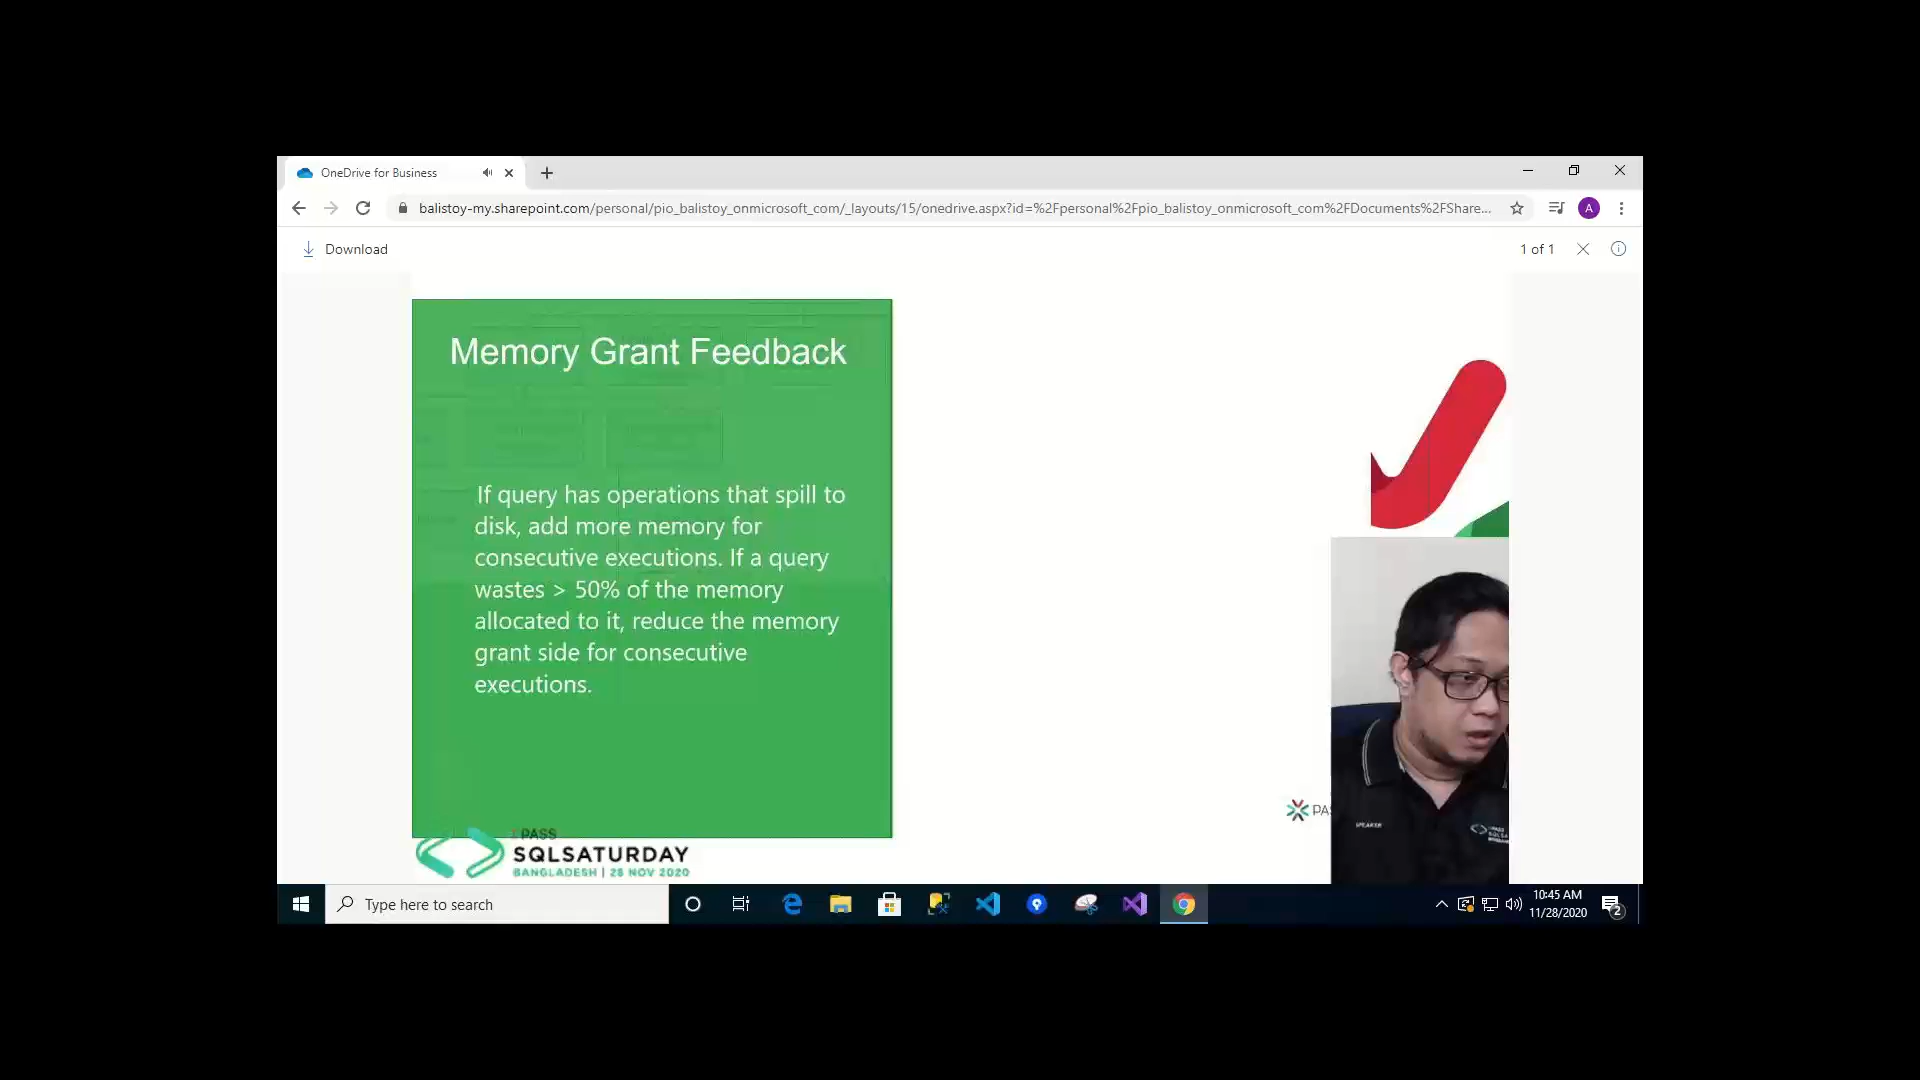 OneDrive for Business
balistoy-my.sharepoint.com/personal/pio_balistoy_onmicrosoft_com/_layouts/15/onedrive.aspx?id=%2Fpersonal%2Fpio_balistoy_onmicrosoft_com%2FDocuments%2FShare...
A
Download
1 of 1
Memory Grant Feedback
If query has operations that spill to
disk, add more memory for
consecutive executions. If a query
wastes > 50% of the memory
allocated to it, reduce the memory
grant side for consecutive
executions.
PAS
SPEAKER
PASS
SQLSATURDAY
BANGLADESH | 28 NOV 2020
Type here to search
10:45 AM
11/28/2020
2